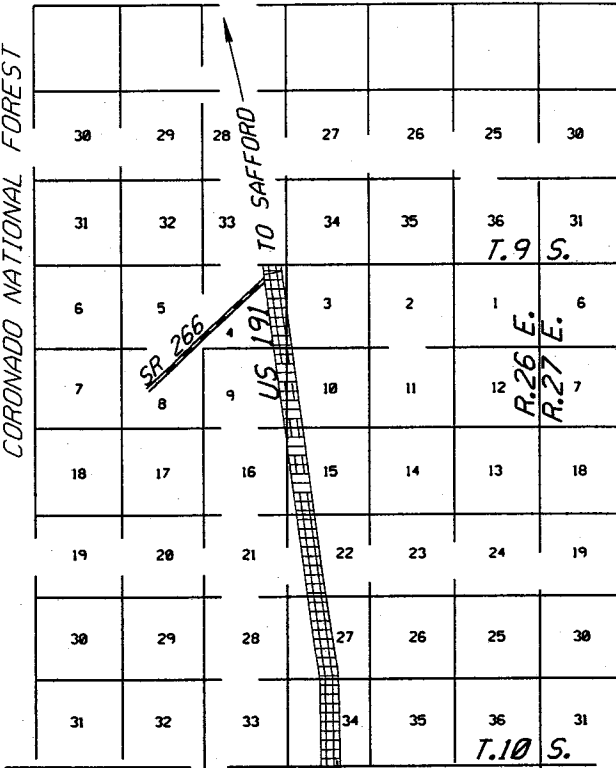 CORONADO NATIONAL FOREST
TO SAFFORD
30 29 28 27 26 25 30
31 32 33 34 35 36 31
T.9 S.
6 5 4 3 2 1 6
SR 266
US 191
R.26 E.
R.27 E.
7 8 9 10 11 12 7
18 17 16 15 14 13 18
19 20 21 22 23 24 19
30 29 28 27 26 25 30
31 32 33 34 35 36 31
T.10 S.